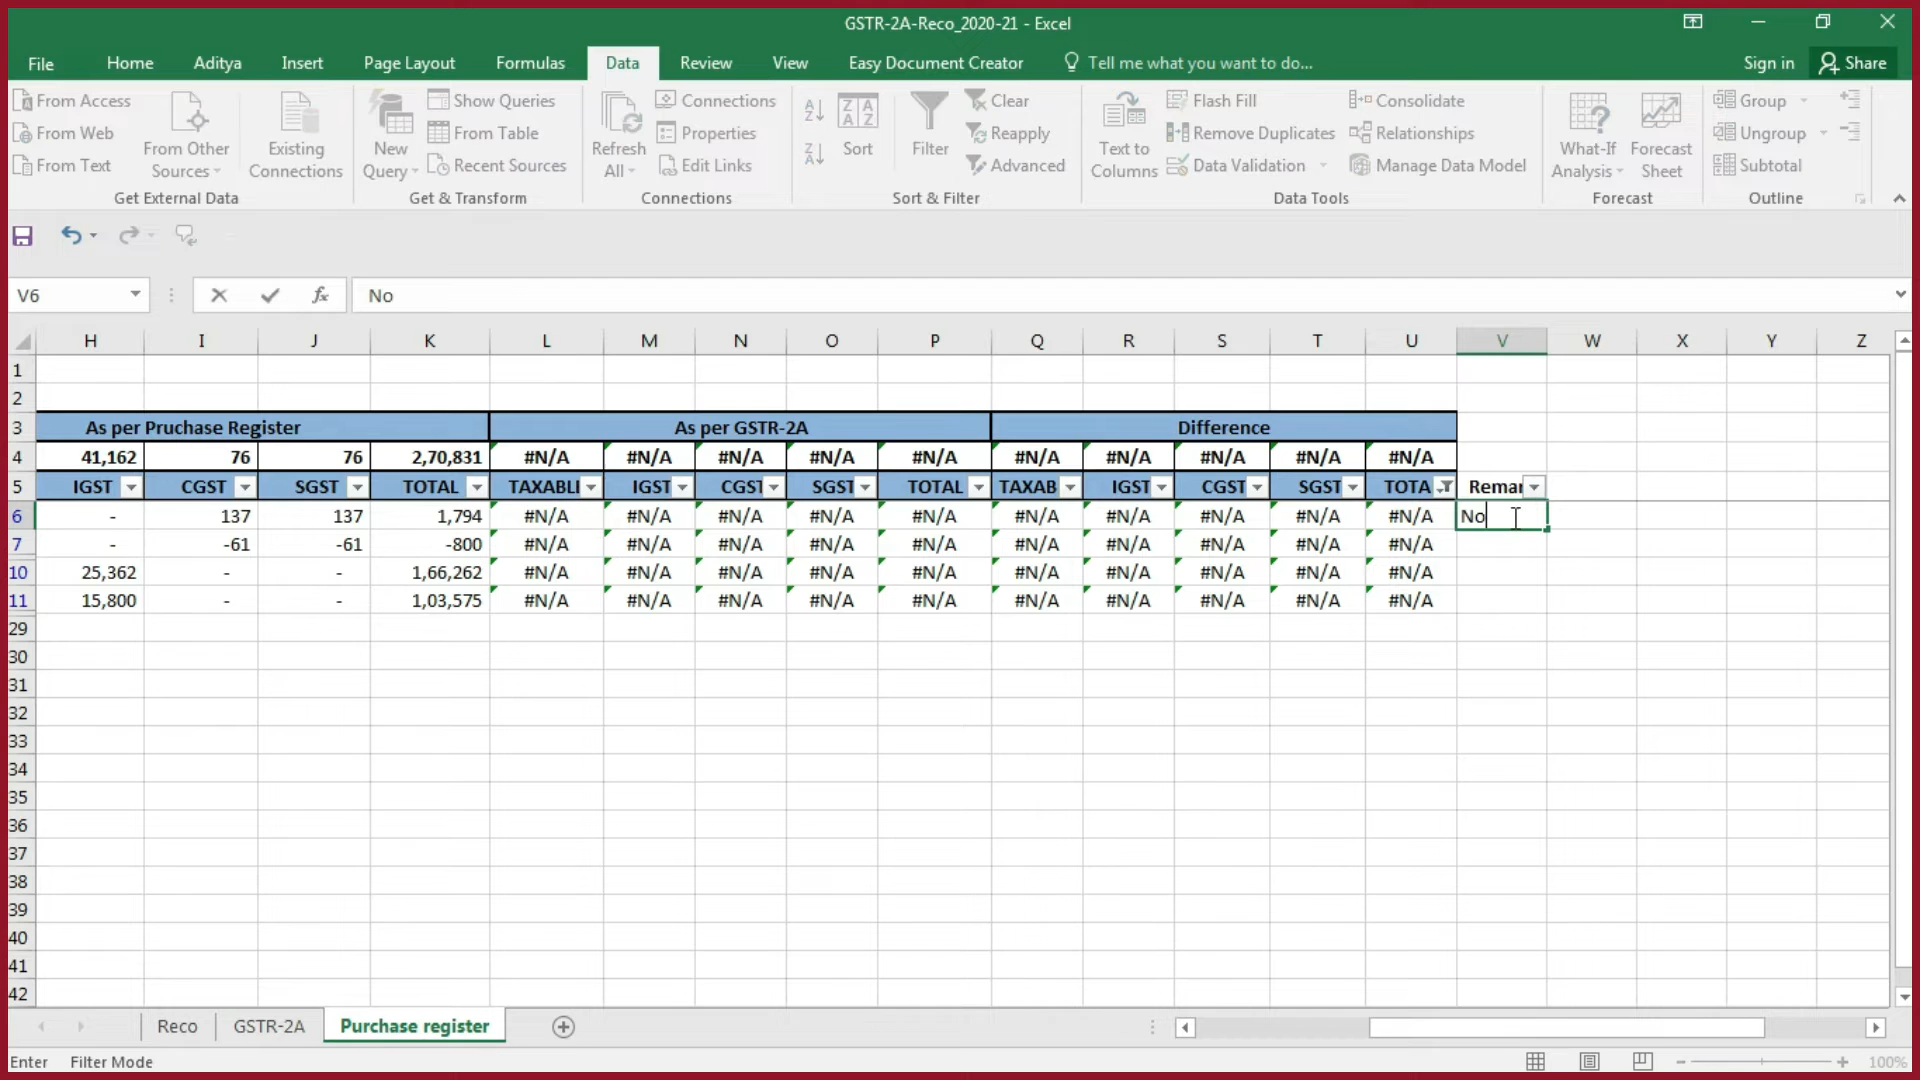 GSTR-2A-Reco_2020-21 - Excel
File Home Aditya Insert Page Layout Formulas Data Review View Easy Document Creator Tell me what you want to do... Sign in Share
From Access
From Web
From Text
From Other Sources
Existing Connections
Get External Data
New Query
Show Queries
From Table
Recent Sources
Get & Transform
Refresh All
Connections
Properties
Edit Links
Connections
Sort
Filter
Clear
Reapply
Advanced
Sort & Filter
Text to Columns
Flash Fill
Remove Duplicates
Data Validation
Consolidate
Relationships
Manage Data Model
Data Tools
What-If Analysis
Forecast Sheet
Forecast
Group
Ungroup
Subtotal
Outline
V6 fx No
H I J K L M N O P Q R S T U V W X Y Z
1
2
3 As per Pruchase Register As per GSTR-2A Difference
4 41,162 76 76 2,70,831 #N/A #N/A #N/A #N/A #N/A #N/A #N/A #N/A #N/A #N/A
5 IGST CGST SGST TOTAL TAXABLI IGST CGST SGST TOTAL TAXAB IGST CGST SGST TOTA Remar
6 - 137 137 1,794 #N/A #N/A #N/A #N/A #N/A #N/A #N/A #N/A #N/A #N/A No
7 - -61 -61 -800 #N/A #N/A #N/A #N/A #N/A #N/A #N/A #N/A #N/A #N/A
10 25,362 - - 1,66,262 #N/A #N/A #N/A #N/A #N/A #N/A #N/A #N/A #N/A #N/A
11 15,800 - - 1,03,575 #N/A #N/A #N/A #N/A #N/A #N/A #N/A #N/A #N/A #N/A
29
30
31
32
33
34
35
36
37
38
39
40
41
42
Reco GSTR-2A Purchase register
Enter Filter Mode 100%